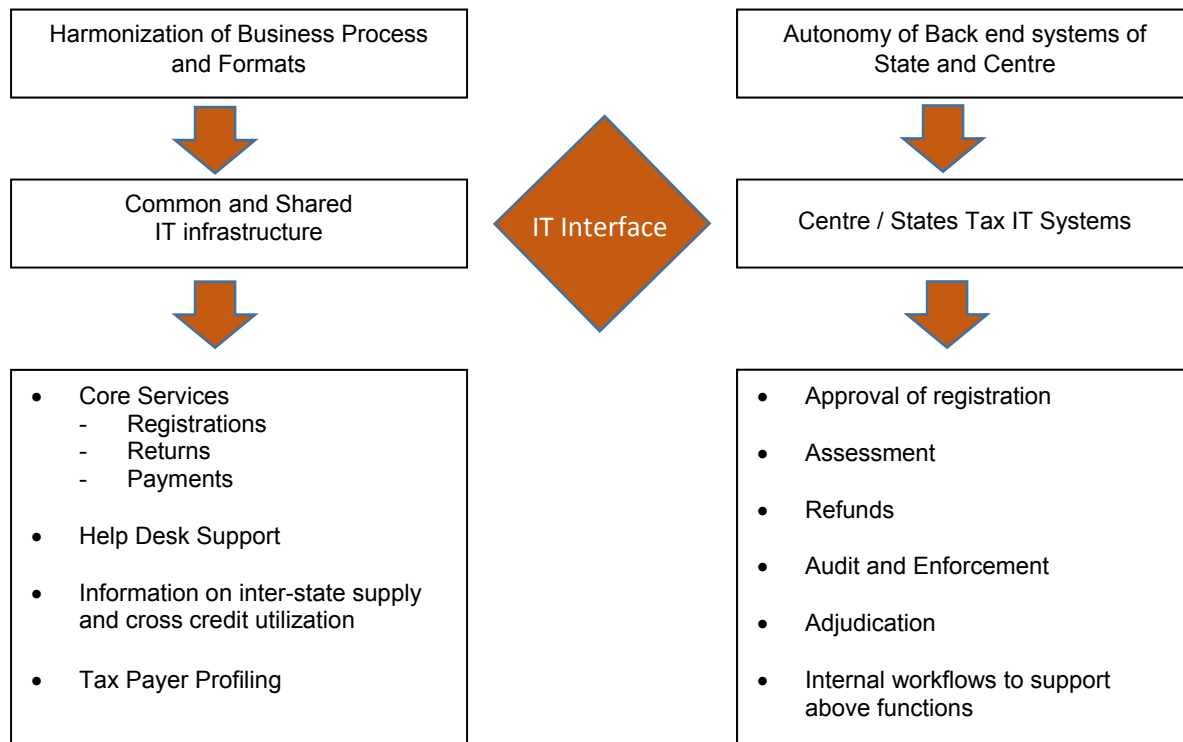 Harmonization of Business Process
and Formats
Common and Shared
IT infrastructure
• Core Services
- Registrations
- Returns
- Payments
• Help Desk Support
• Information on inter-state supply
and cross credit utilization
• Tax Payer Profiling
IT Interface
Autonomy of Back end systems of
State and Centre
Centre / States Tax IT Systems
• Approval of registration
• Assessment
• Refunds
• Audit and Enforcement
• Adjudication
• Internal workflows to support
above functions